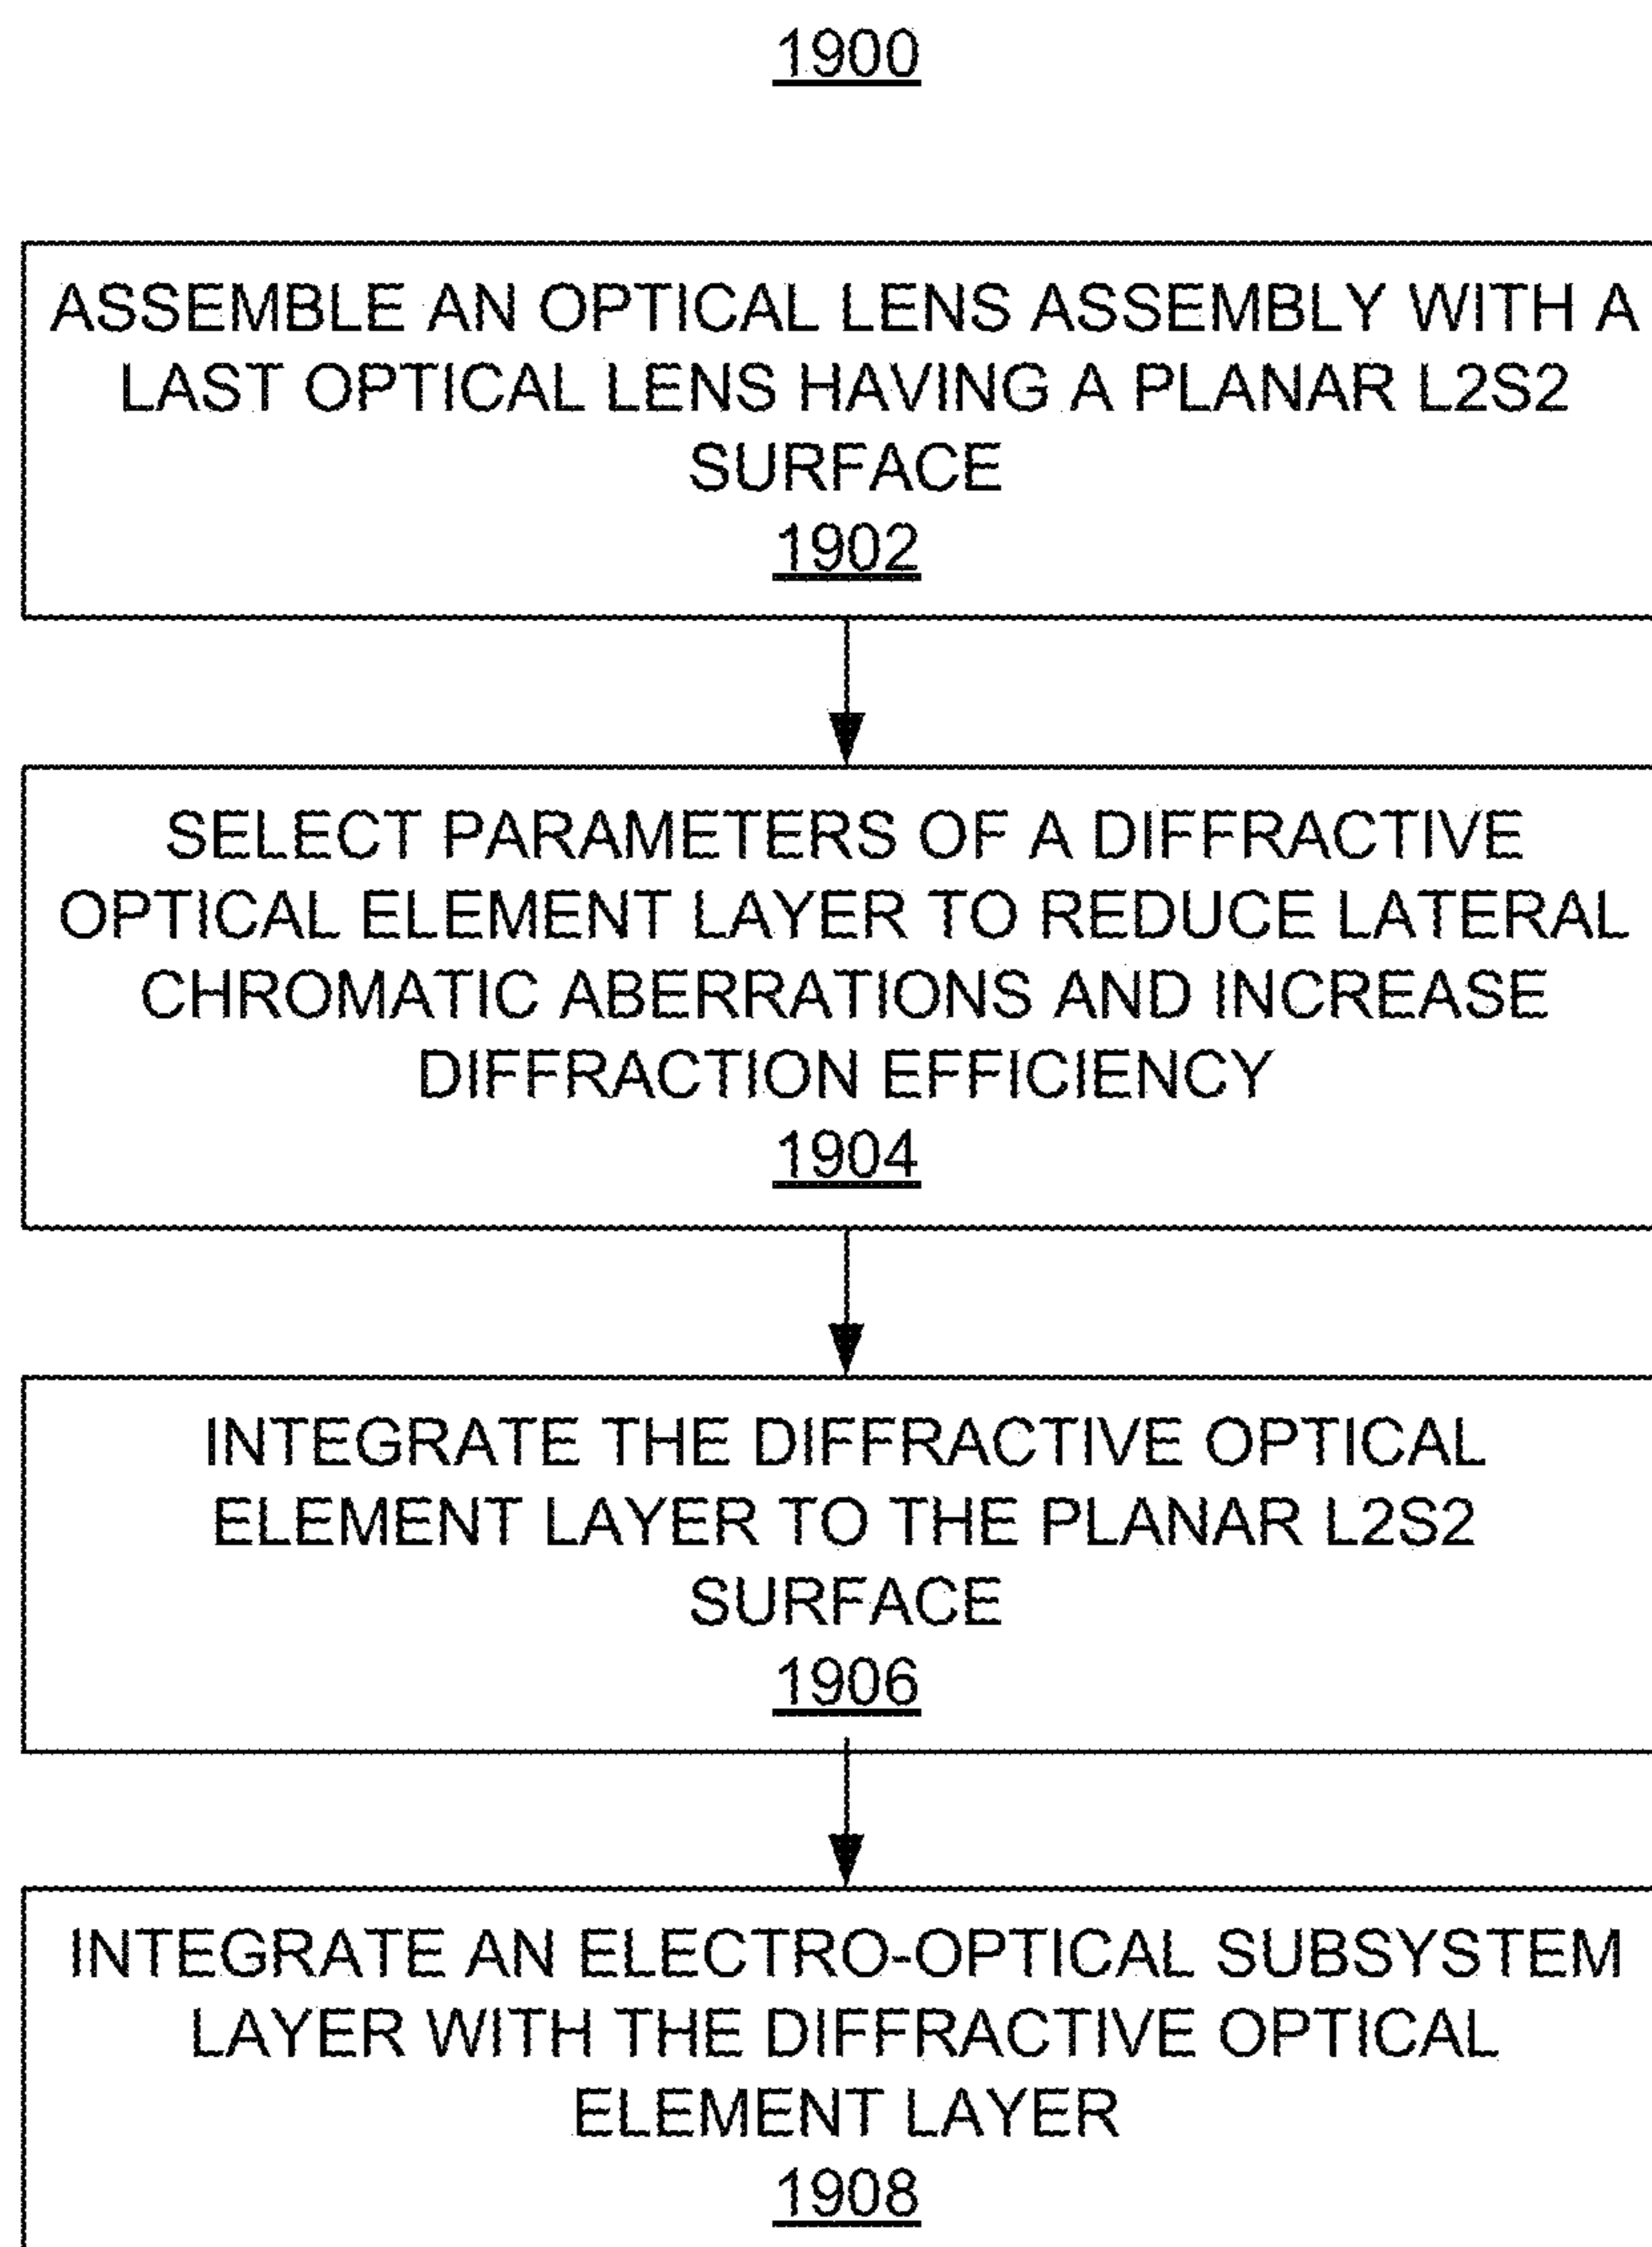 1900
ASSEMBLE AN OPTICAL LENS ASSEMBLY WITH A
LAST OPTICAL LENS HAVING A PLANAR L2S2
SURFACE
1902
SELECT PARAMETERS OF A DIFFRACTIVE
OPTICAL ELEMENT LAYER TO REDUCE LATERAL
CHROMATIC ABERRATIONS AND INCREASE
DIFFRACTION EFFICIENCY
1904
INTEGRATE THE DIFFRACTIVE OPTICAL
ELEMENT LAYER TO THE PLANAR L2S2
SURFACE
1906
INTEGRATE AN ELECTRO-OPTICAL SUBSYSTEM
LAYER WITH THE DIFFRACTIVE OPTICAL
ELEMENT LAYER
1908